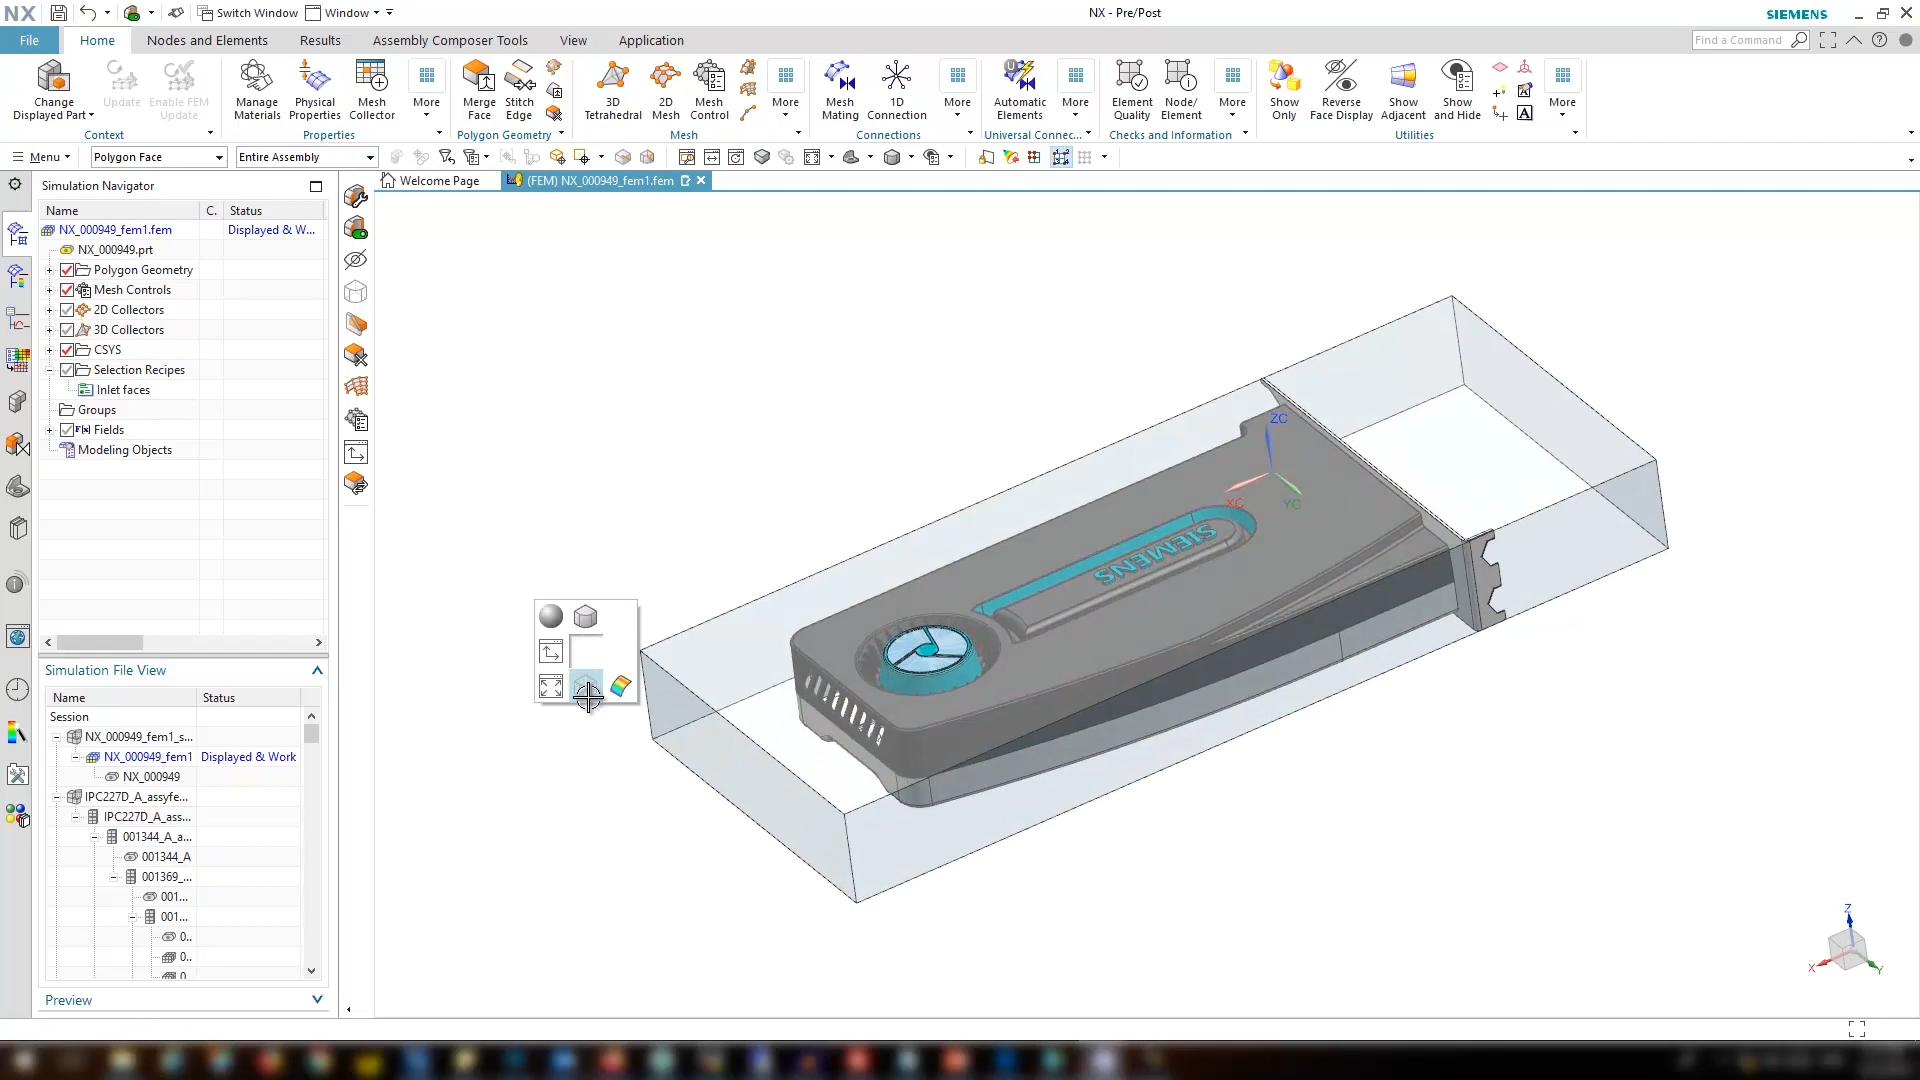 NX
Switch Window
Window
NX - Pre/Post
SIEMENS
File
Home
Nodes and Elements
Results
Assembly Composer Tools
View
Application
Find a Command
Change Displayed Part
Update
Enable FEM Update
Manage Materials
Physical Properties
Mesh Collector
More
Merge Face
Stitch Edge
3D Tetrahedral
2D Mesh
Mesh Control
More
Mesh Mating
1D Connection
More
Automatic Elements
More
Element Quality
Node/ Element
More
Show Only
Reverse Face Display
Show Adjacent
Show and Hide
More
Context
Properties
Polygon Geometry
Mesh
Connections
Universal Connec...
Checks and Information
Utilities
Menu
Polygon Face
Entire Assembly
Simulation Navigator
Welcome Page
(FEM) NX_000949_fem1.fem
Name
C.
Status
NX_000949_fem1.fem
Displayed & W...
NX_000949.prt
Polygon Geometry
Mesh Controls
2D Collectors
3D Collectors
CSYS
Selection Recipes
Inlet faces
Groups
Fields
Modeling Objects
Simulation File View
Name
Status
Session
NX_000949_fem1_s...
NX_000949_fem1
Displayed & Work
NX_000949
IPC227D_A_assyfe...
IPC227D_A_ass...
001344_A_a...
001344_A
001369_...
001...
001...
0..
0..
0
Preview
ZC
XC
YC
SIEMENS
Z
X
Y